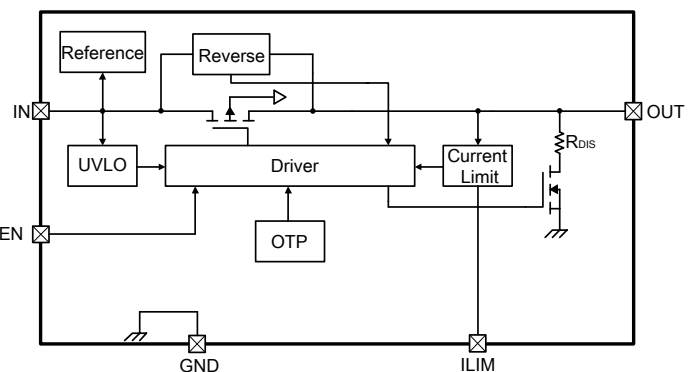 Reference
Reverse
IN
OUT
RDIS
UVLO
Driver
Current
Limit
EN
OTP
GND
ILIM